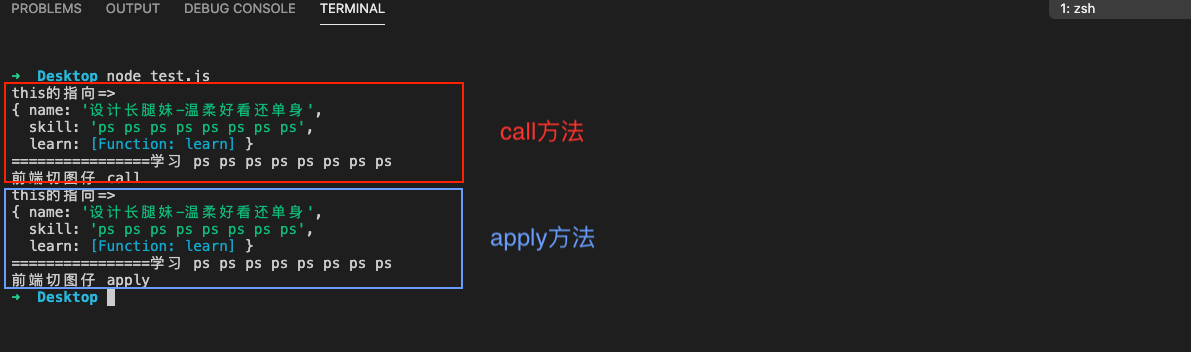 PROBLEMS OUTPUT DEBUG CONSOLE TERMINAL 1: zsh
➜ Desktop node test.js
this的指向=>
{ name: '设计长腿妹-温柔好看还单身',
skill: 'ps ps ps ps ps ps ps ps',
learn: [Function: learn] }
================学习 ps ps ps ps ps ps ps ps
前端切图仔 call
call方法
this的指向=>
{ name: '设计长腿妹-温柔好看还单身',
skill: 'ps ps ps ps ps ps ps ps',
learn: [Function: learn] }
================学习 ps ps ps ps ps ps ps ps
前端切图仔 apply
apply方法
➜ Desktop